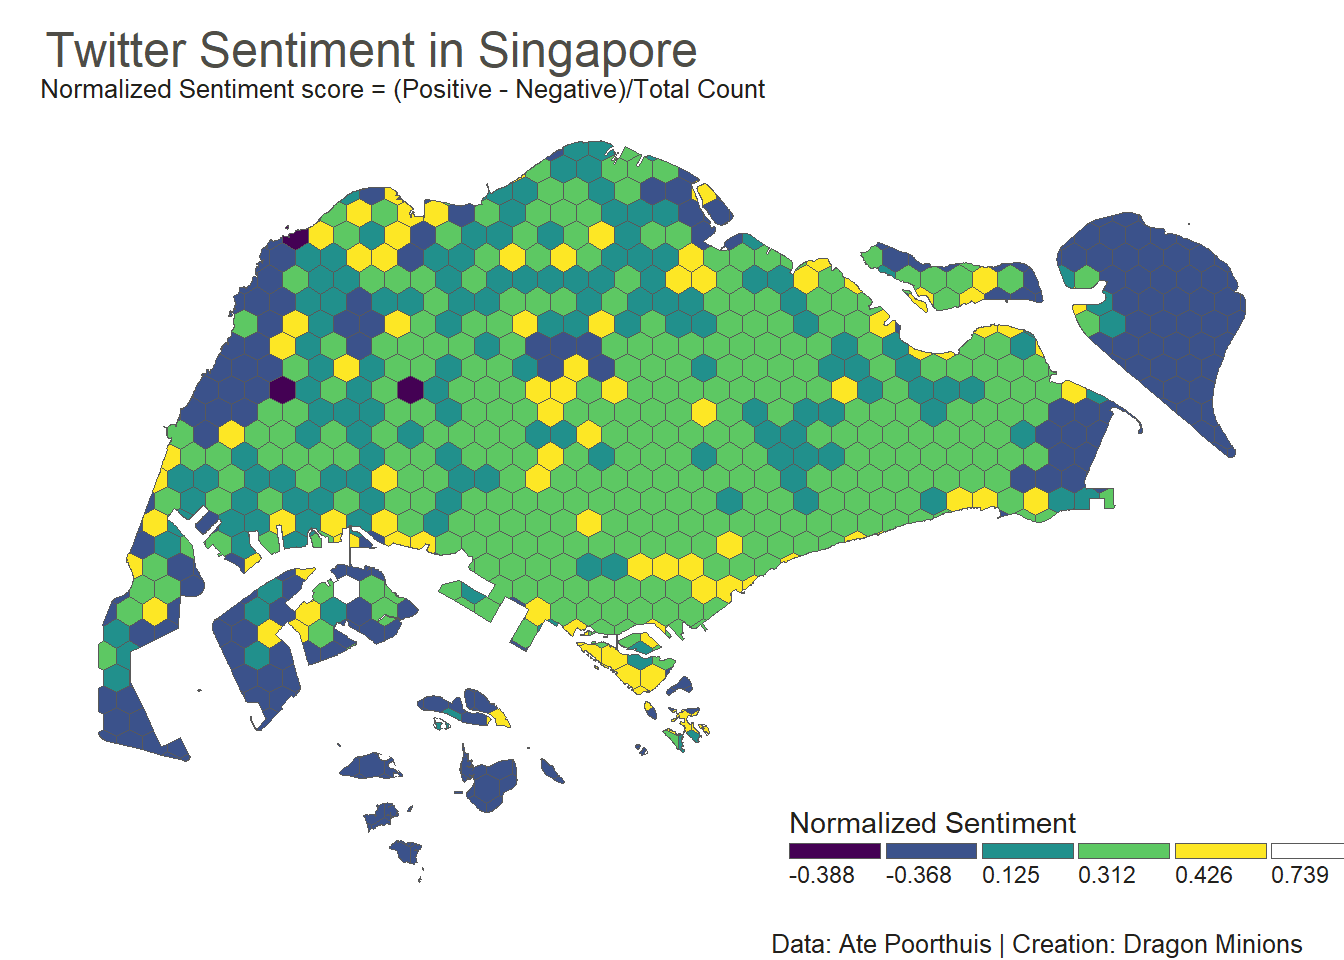 Twitter Sentiment in Singapore
Normalized Sentiment score = (Positive - Negative)/Total Count
Normalized Sentiment
-0.388 -0.368 0.125 0.312 0.426 0.739
Data: Ate Poorthuis | Creation: Dragon Minions